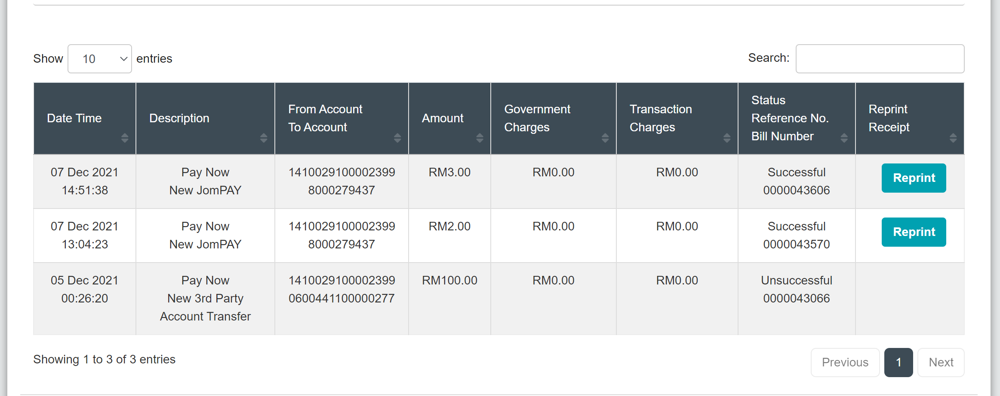 Show 10 entries
Search:
Date Time
Description
From Account
To Account
Amount
Government
Charges
Transaction
Charges
Status
Reference No.
Bill Number
Reprint
Receipt
07 Dec 2021
14:51:38
Pay Now
New JomPAY
1410029100002399
8000279437
RM3.00
RM0.00
RM0.00
Successful
0000043606
Reprint
07 Dec 2021
13:04:23
Pay Now
New JomPAY
1410029100002399
8000279437
RM2.00
RM0.00
RM0.00
Successful
0000043570
Reprint
05 Dec 2021
00:26:20
Pay Now
New 3rd Party
Account Transfer
1410029100002399
0600441100000277
RM100.00
RM0.00
RM0.00
Unsuccessful
0000043066
Showing 1 to 3 of 3 entries
Previous 1 Next